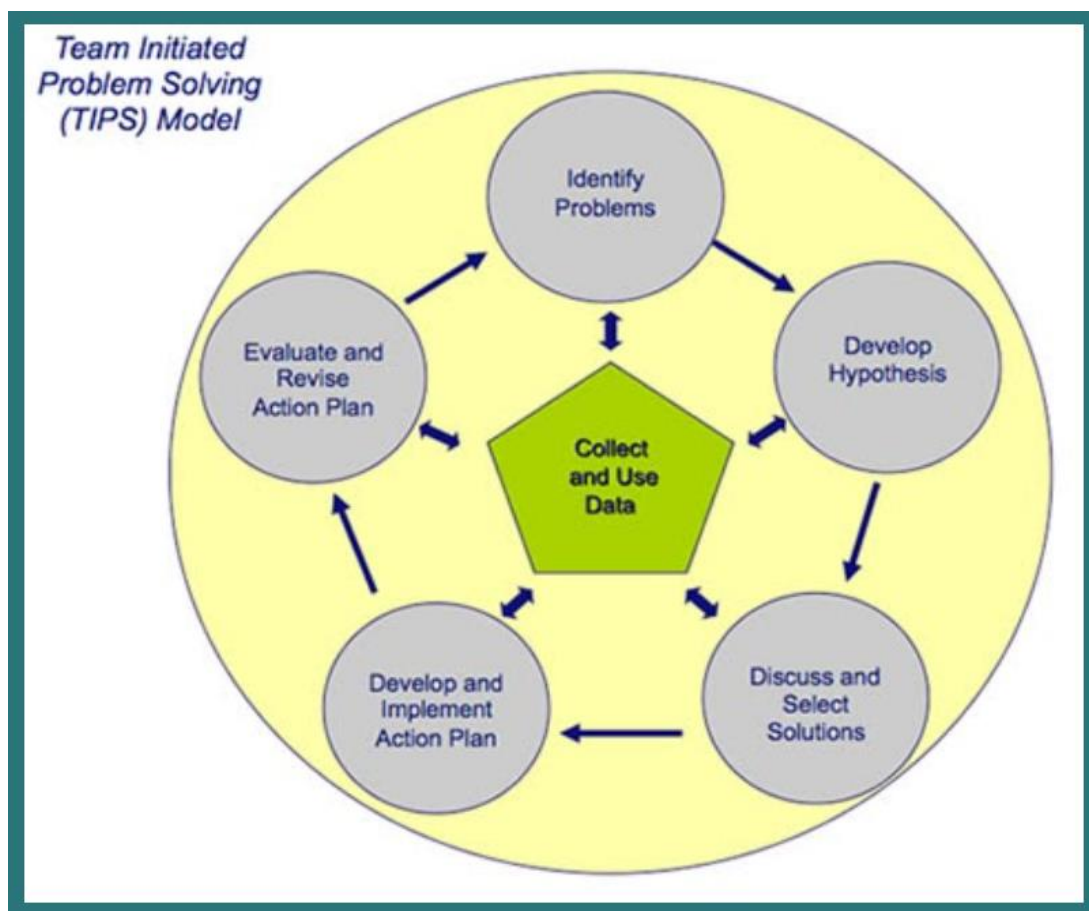 Team Initiated
Problem Solving
(TIPS) Model
Identify
Problems
Develop
Hypothesis
Discuss and
Select
Solutions
Develop and
Implement
Action Plan
Evaluate and
Revise
Action Plan
Collect
and Use
Data